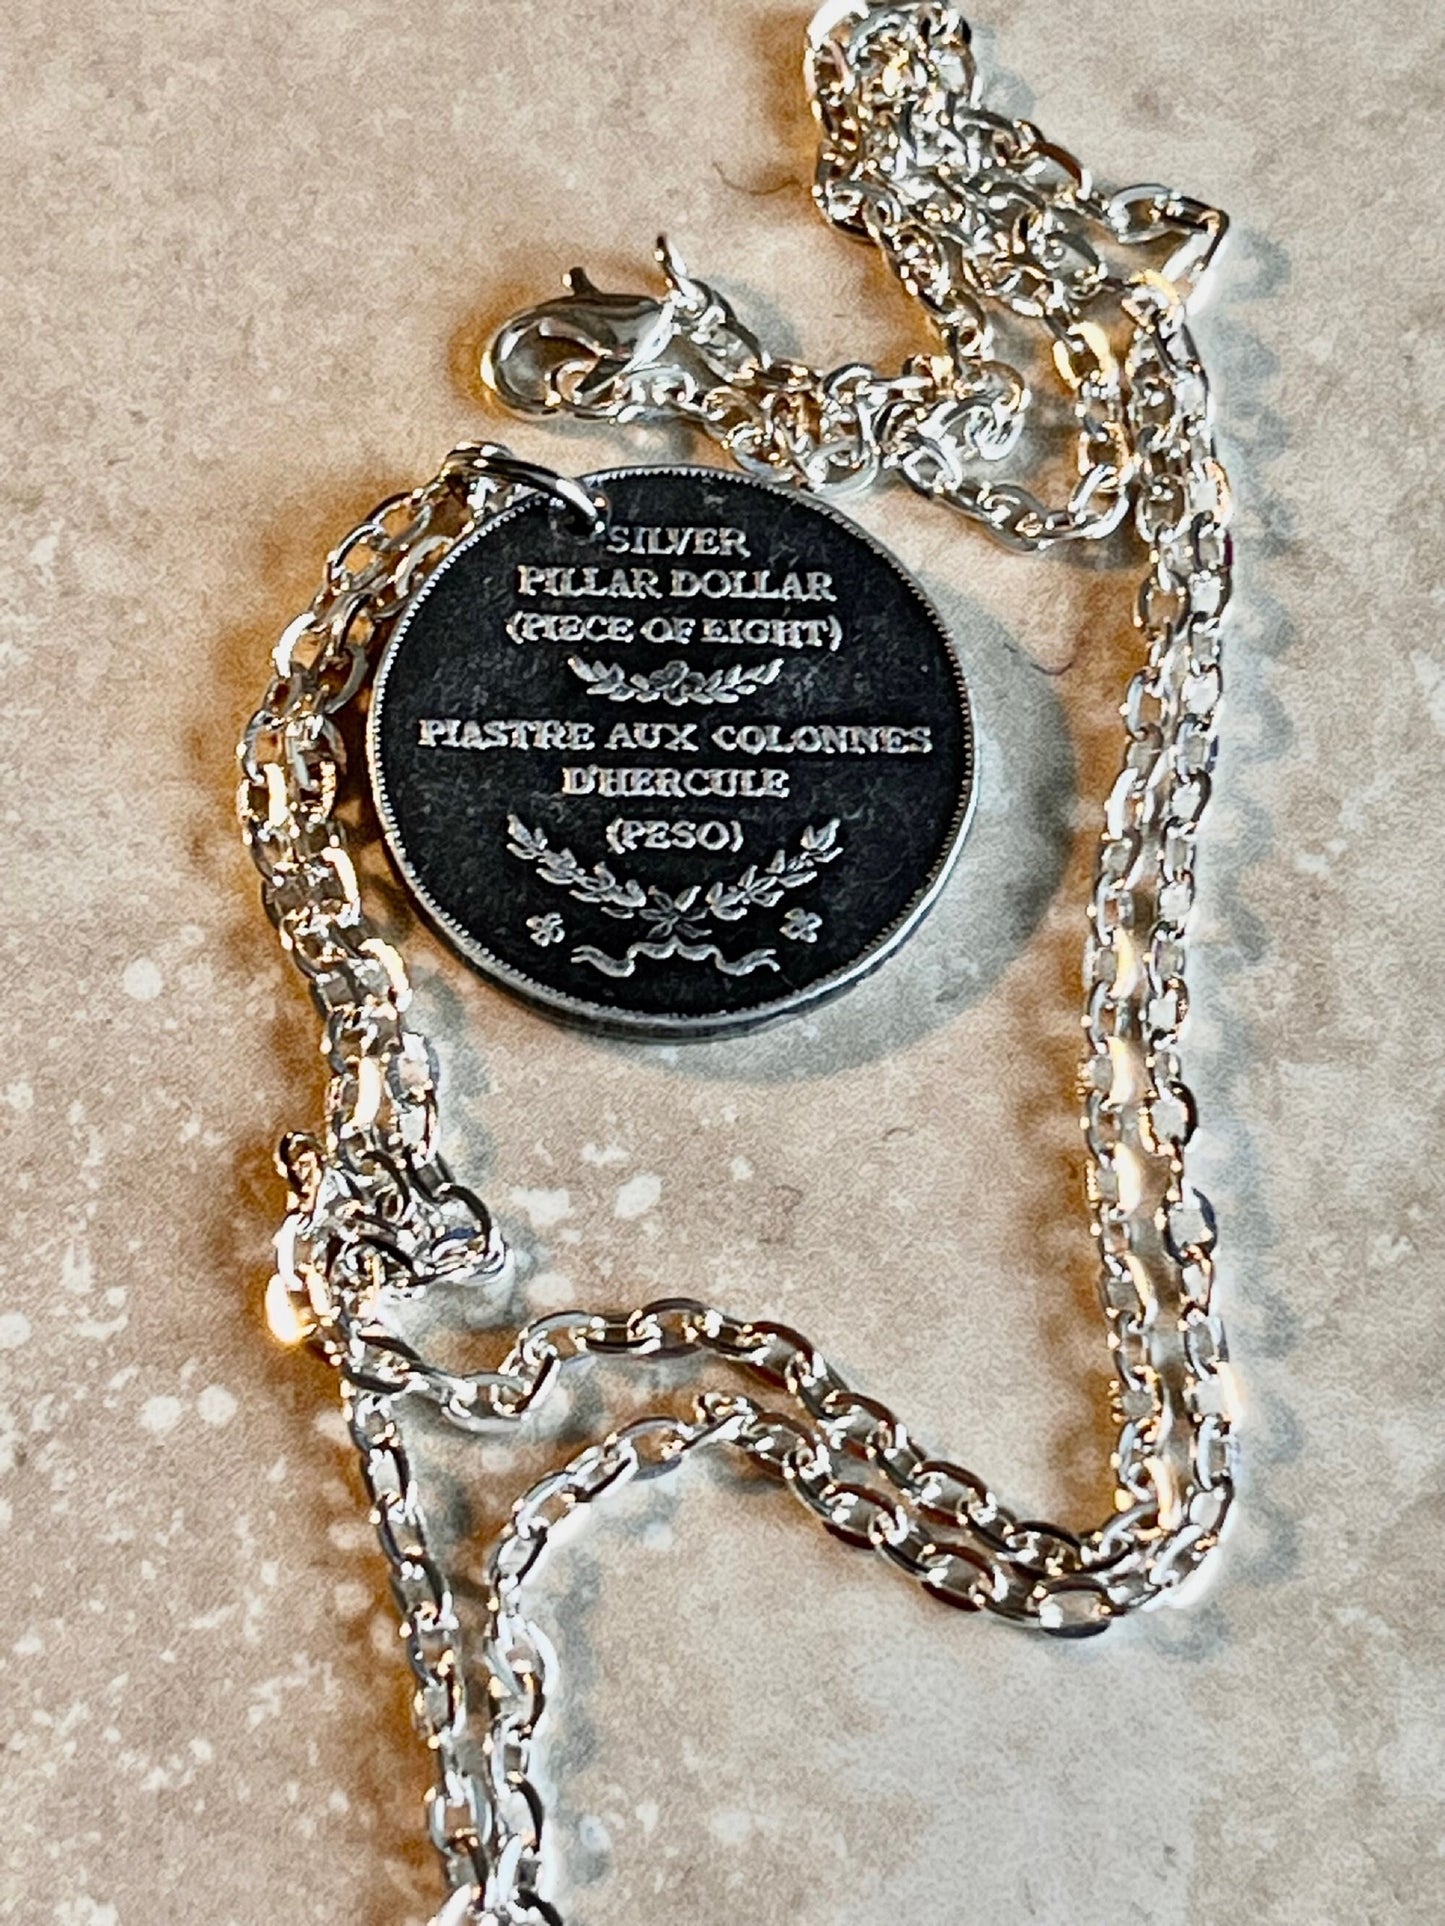 SILVER
PILLAR DOLLAR
(PIECE OF EIGHT)
PIASTRE AUX COLONNES
D'HERCULE
(PESO)